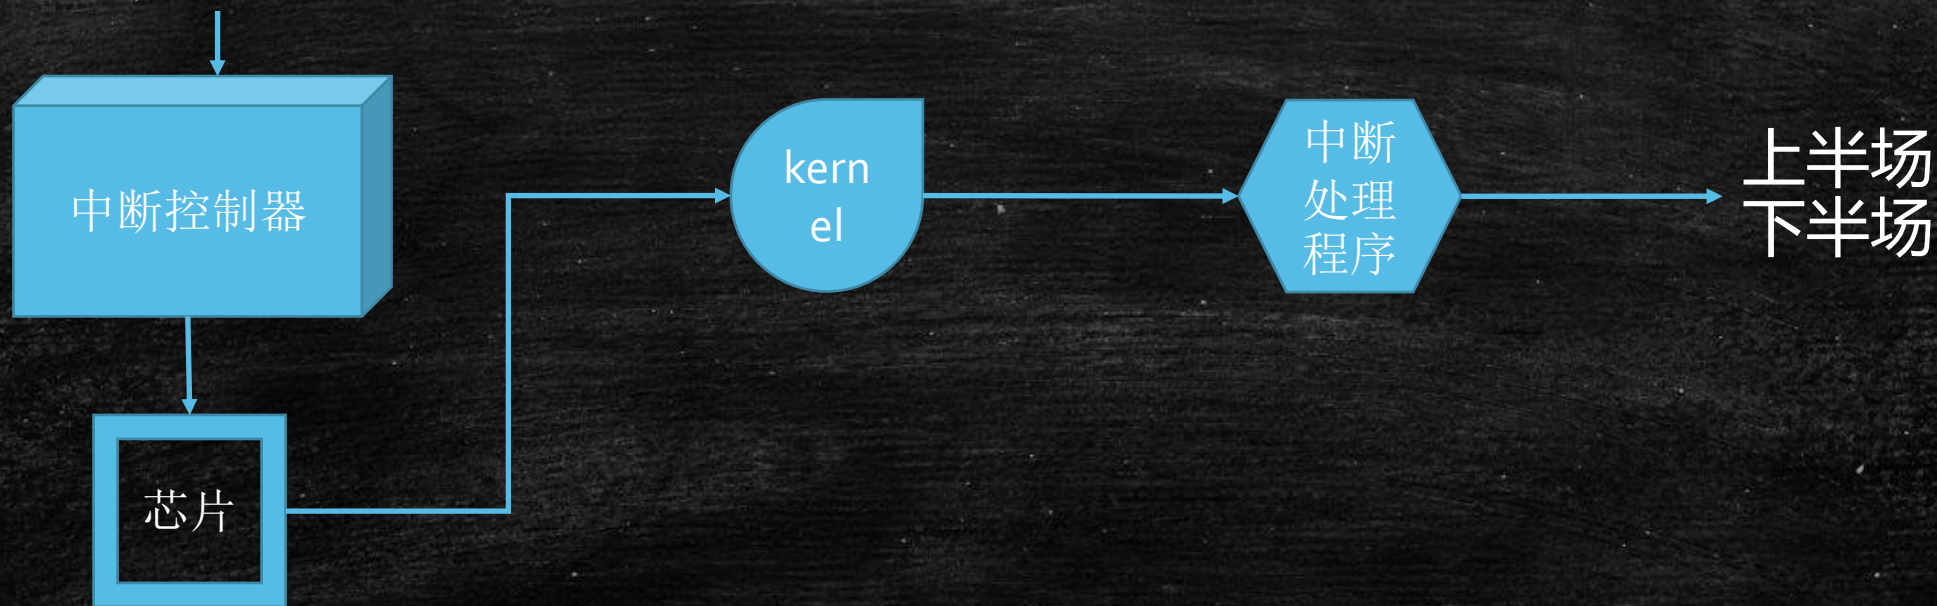 中断控制器
芯片
kern
el
中断
处理
程序
上半场
下半场